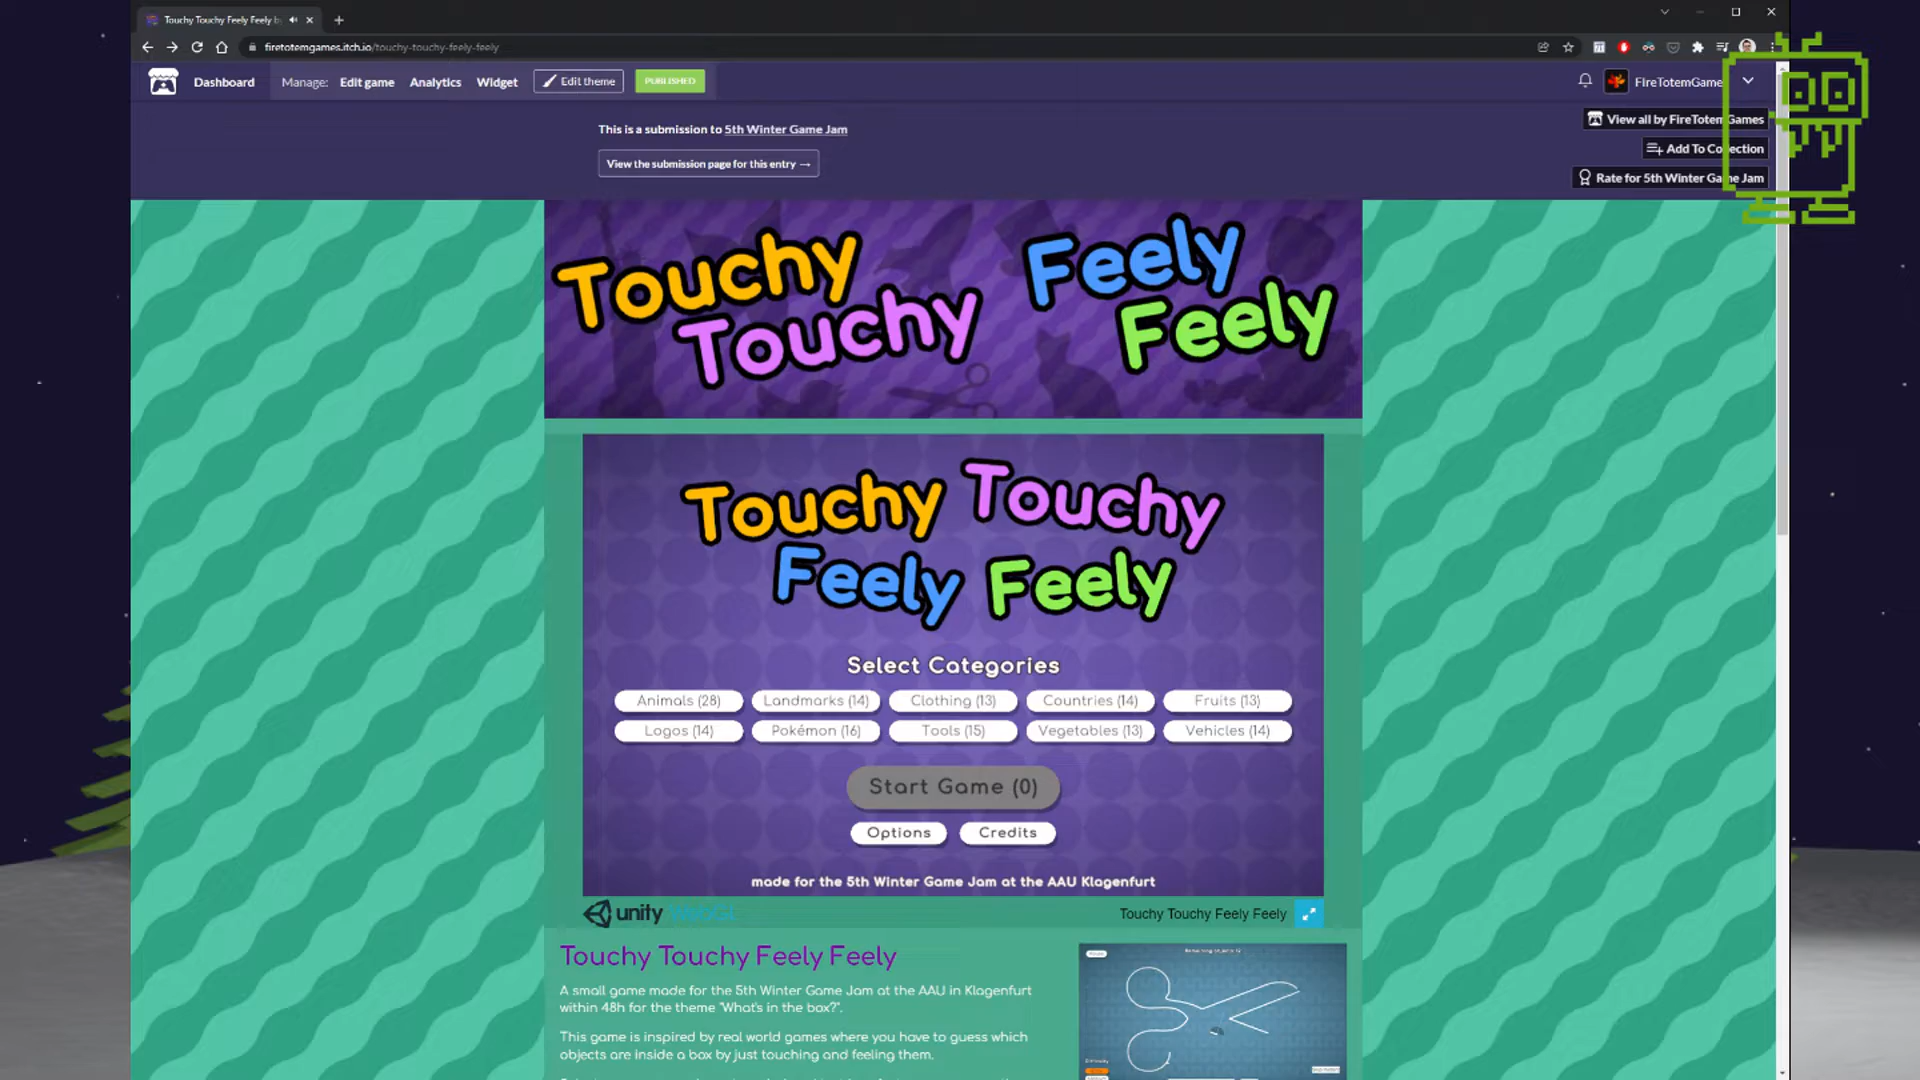 Touchy Touchy Feely Feely b
firetotemgames.itch.io/touchy-touchy-feely-feely
Dashboard
Manage:
Edit game
Analytics
Widget
Edit theme
PUBLISHED
FireTotemGame
This is a submission to 5th Winter Game Jam
View the submission page for this entry →
View all by FireTotemGames
Add To Collection
Rate for 5th Winter Game Jam
Touchy
Touchy
Feely
Feely
Touchy Touchy
Feely Feely
Select Categories
Animals (28)
Landmarks (14)
Clothing (13)
Countries (14)
Fruits (13)
Logos (14)
Pokémon (16)
Tools (15)
Vegetables (13)
Vehicles (14)
Start Game (0)
Options
Credits
made for the 5th Winter Game Jam at the AAU Klagenfurt
unity WebGL
Touchy Touchy Feely Feely
Touchy Touchy Feely Feely
A small game made for the 5th Winter Game Jam at the AAU in Klagenfurt
within 48h for the theme "What's in the box?".
This game is inspired by real world games where you have to guess which
objects are inside a box by just touching and feeling them.